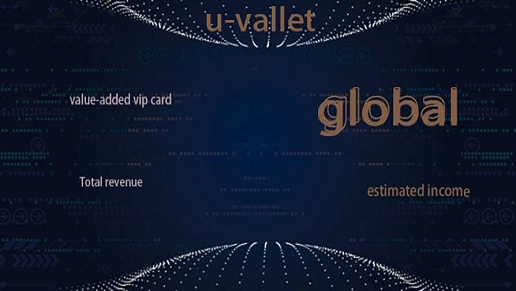 u-vallet
value-added vip card
global
Total revenue
estimated income